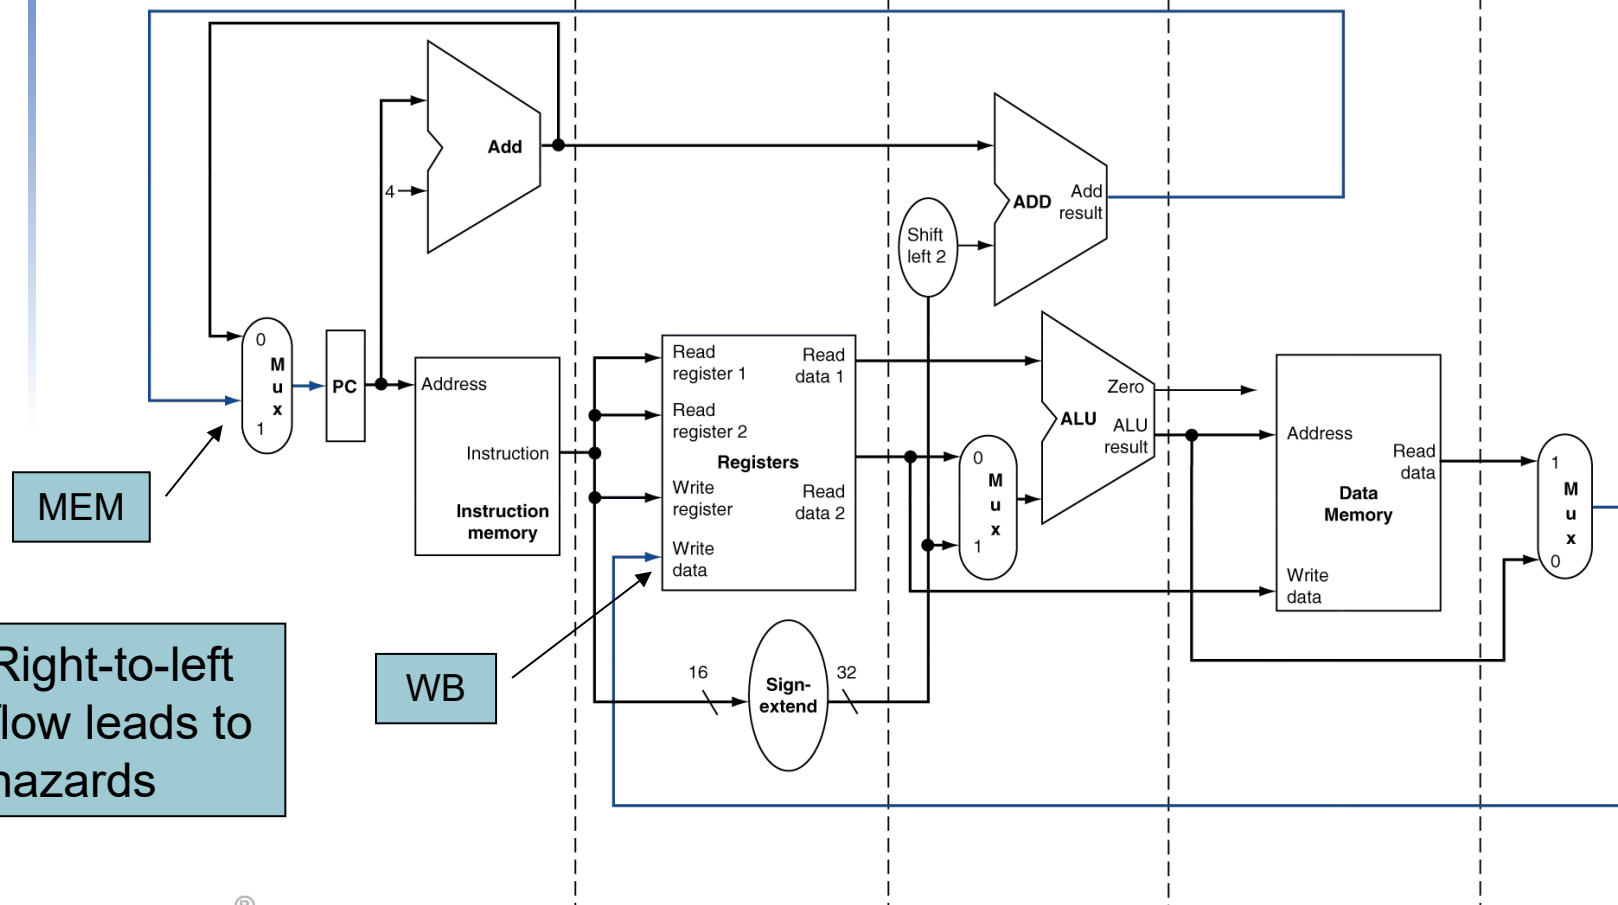 Add
4
ADD
Add
result
Shift
left 2
0
M
u
x
1
PC
Address
Instruction
Instruction
memory
Read
register 1
Read
register 2
Write
register
Write
data
Read
data 1
Registers
Read
data 2
0
M
u
x
1
Zero
ALU
ALU
result
Address
Read
data
Data
Memory
Write
data
1
M
u
x
0
16
Sign-
extend
32
MEM
WB
Right-to-left
flow leads to
hazards
®